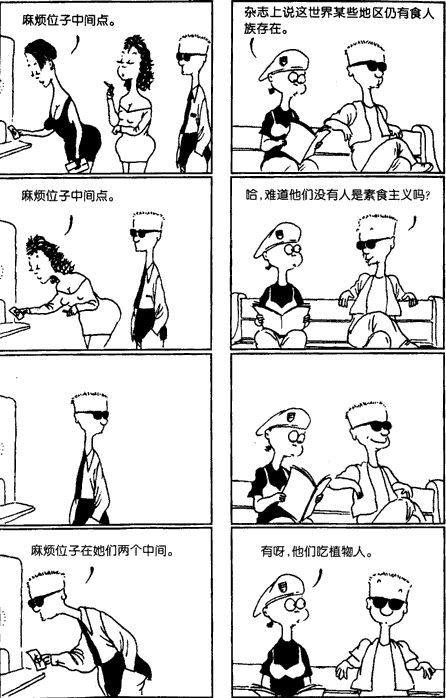 麻烦位子中间点。
麻烦位子中间点。
麻烦位子在她们两个中间。
杂志上说这世界某些地区仍有食人
族存在。
哈，难道他们没有人是素食主义吗?
有呀，他们吃植物人。